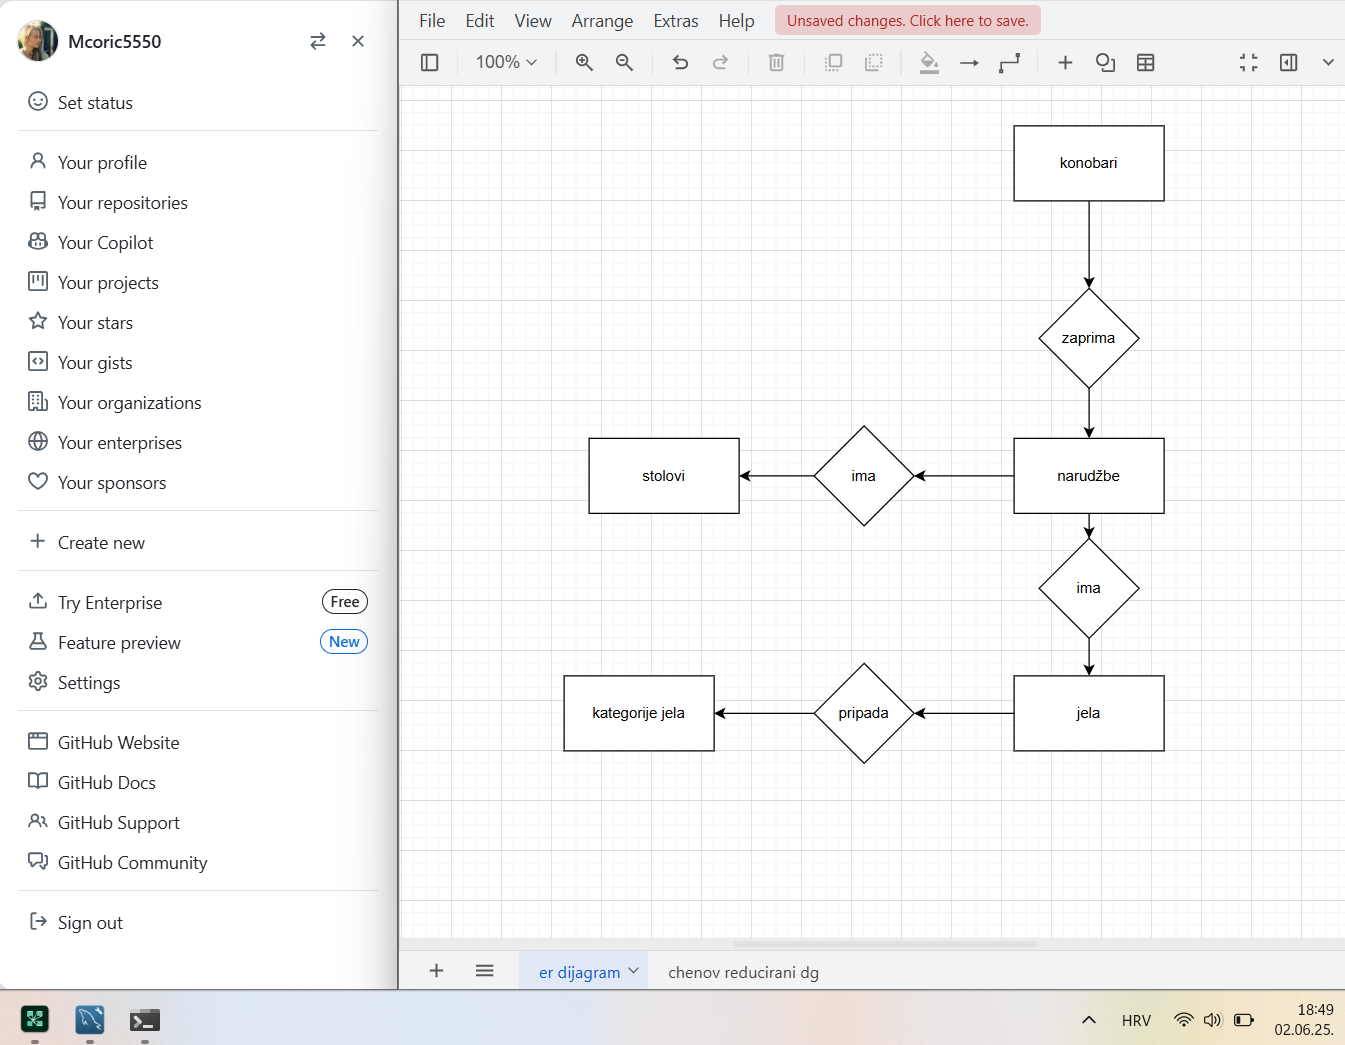 Mcoric5550
Set status
Your profile
Your repositories
Your Copilot
Your projects
Your stars
Your gists
Your organizations
Your enterprises
Your sponsors
Create new
Try Enterprise
Free
Feature preview
New
Settings
GitHub Website
GitHub Docs
GitHub Support
GitHub Community
Sign out
File Edit View Arrange Extras Help Unsaved changes. Click here to save.
100%
konobari
zaprima
stolovi
ima
narudžbe
ima
kategorije jela
pripada
jela
er dijagram
chenov reducirani dg
HRV
18:49
02.06.25.